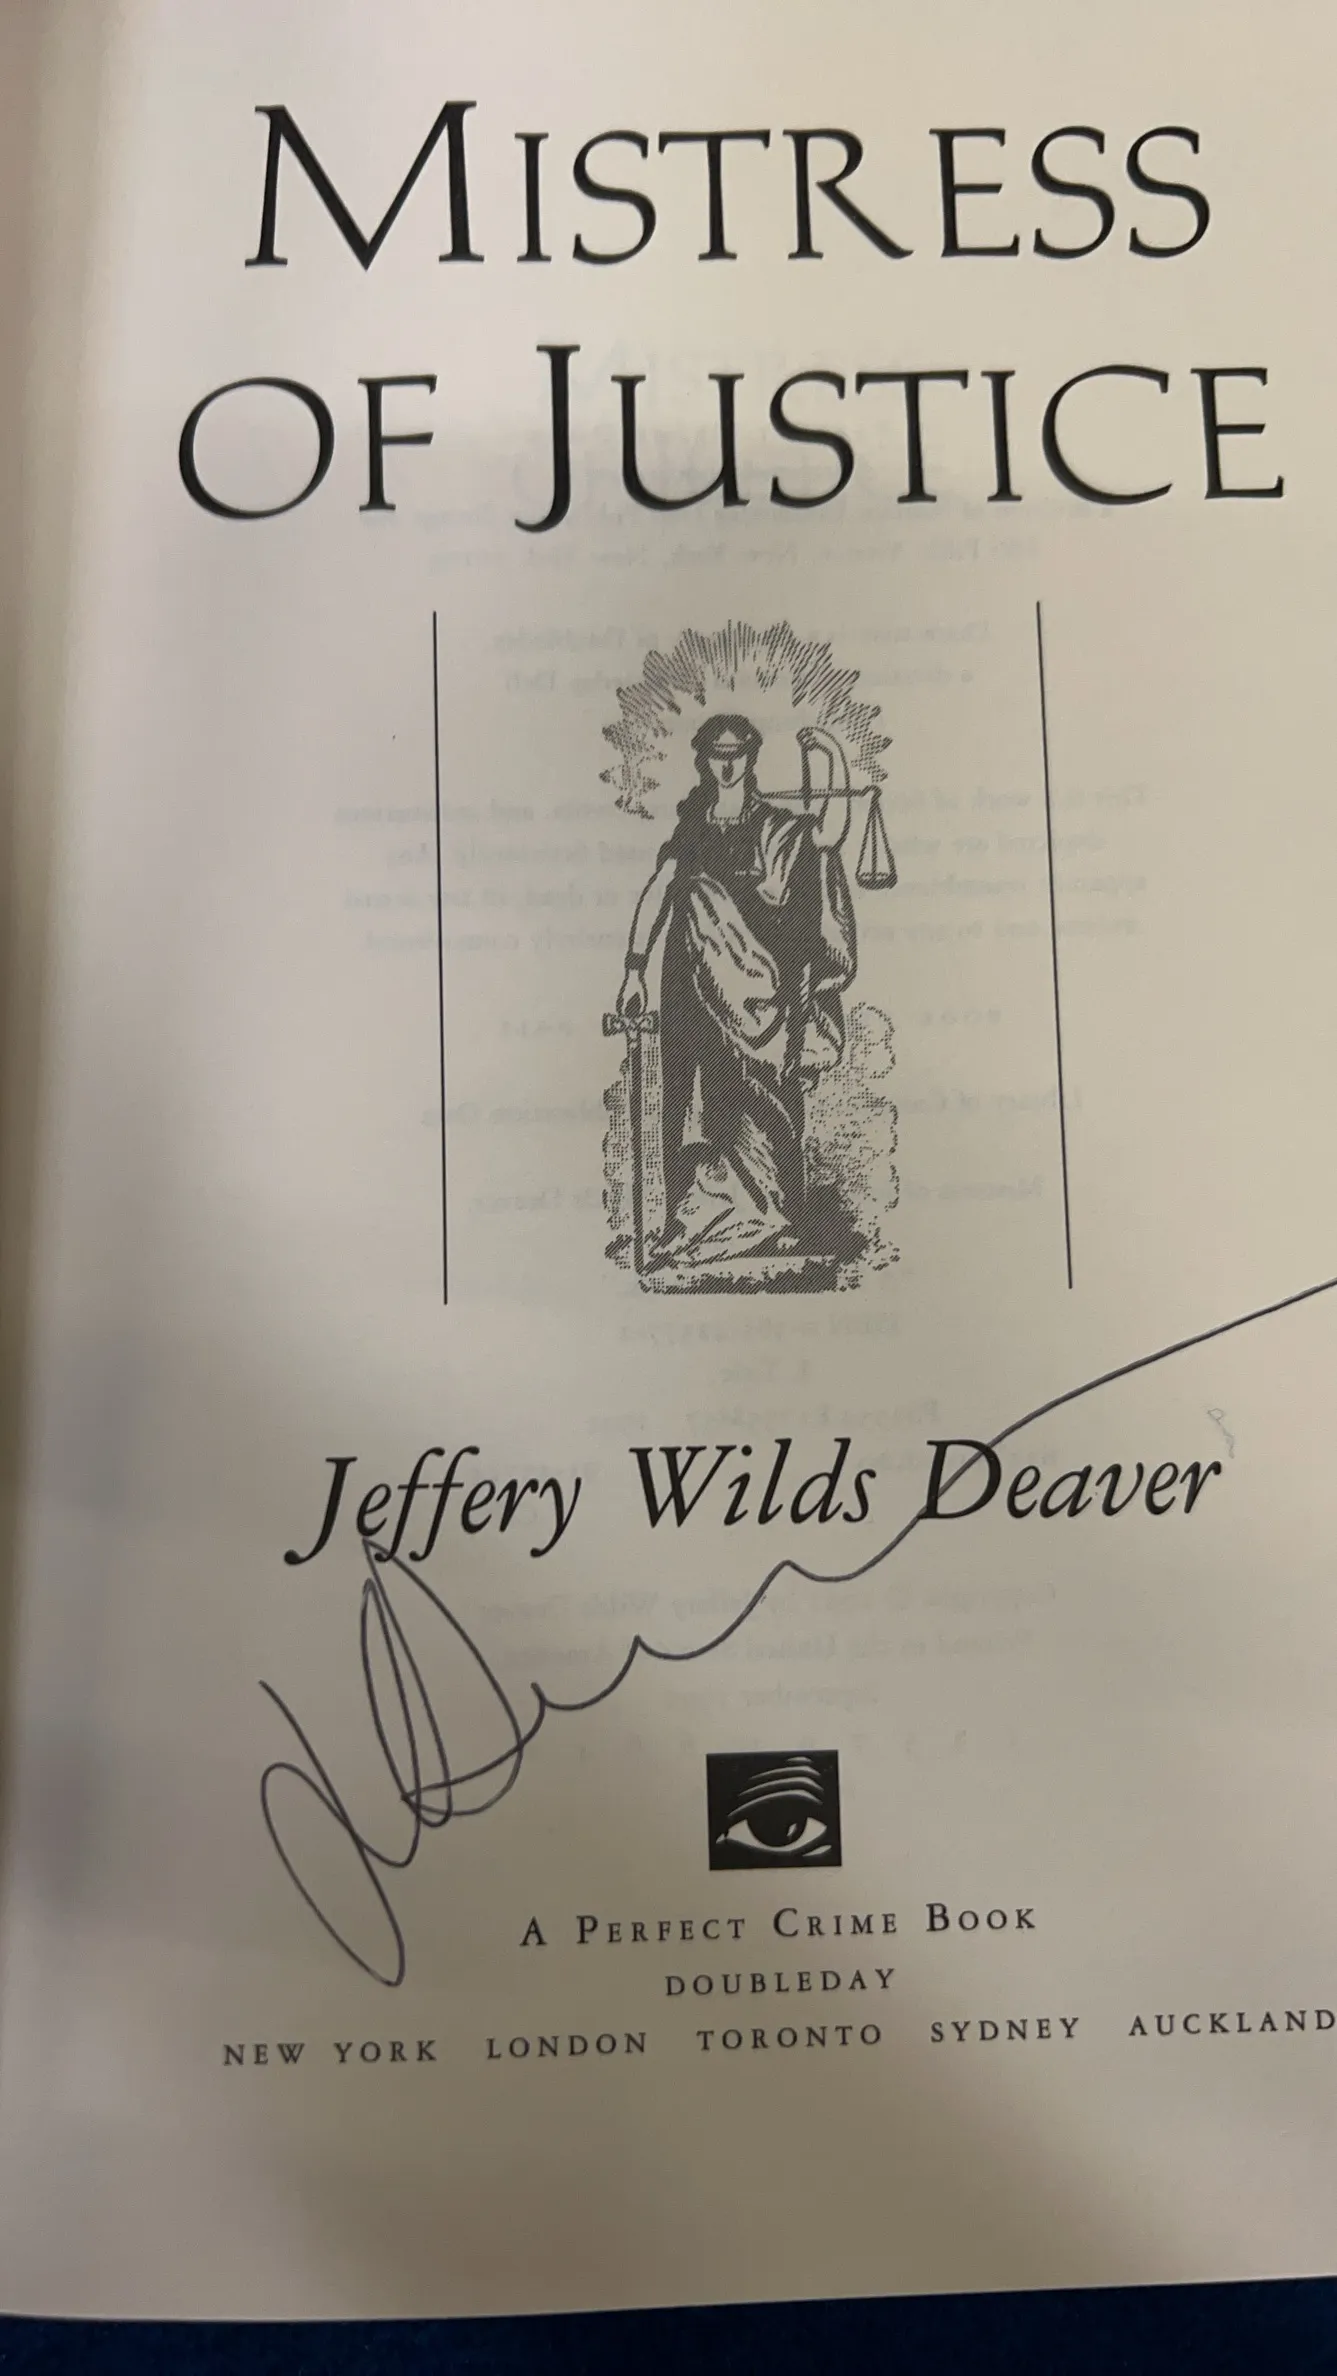 MISTRESS
OF JUSTICE
Jeffery Wilds Deaver
A PERFECT CRIME BOOK
DOUBLEDAY
NEW YORK LONDON TORONTO SYDNEY AUCKLAND